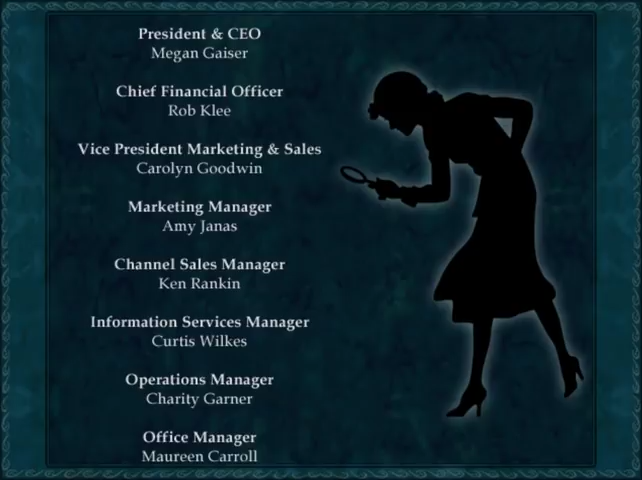 President & CEO
Megan Gaiser
Chief Financial Officer
Rob Klee
Vice President Marketing & Sales
Carolyn Goodwin
Marketing Manager
Amy Janas
Channel Sales Manager
Ken Rankin
Information Services Manager
Curtis Wilkes
Operations Manager
Charity Garner
Office Manager
Maureen Carroll